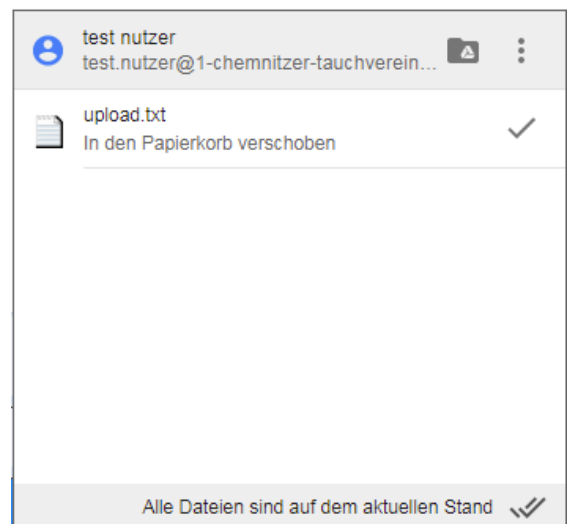 test nutzer
test.nutzer@1-chemnitzer-tauchverein...
upload.txt
In den Papierkorb verschoben
Alle Dateien sind auf dem aktuellen Stand